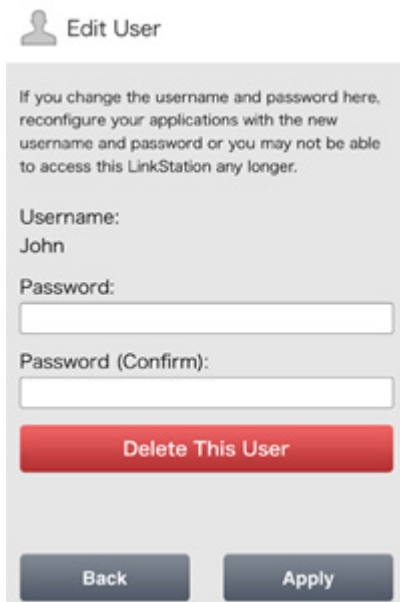 Edit User
If you change the username and password here,
reconfigure your applications with the new
username and password or you may not be able
to access this LinkStation any longer.
Username:
John
Password:
Password (Confirm):
Delete This User
Back
Apply